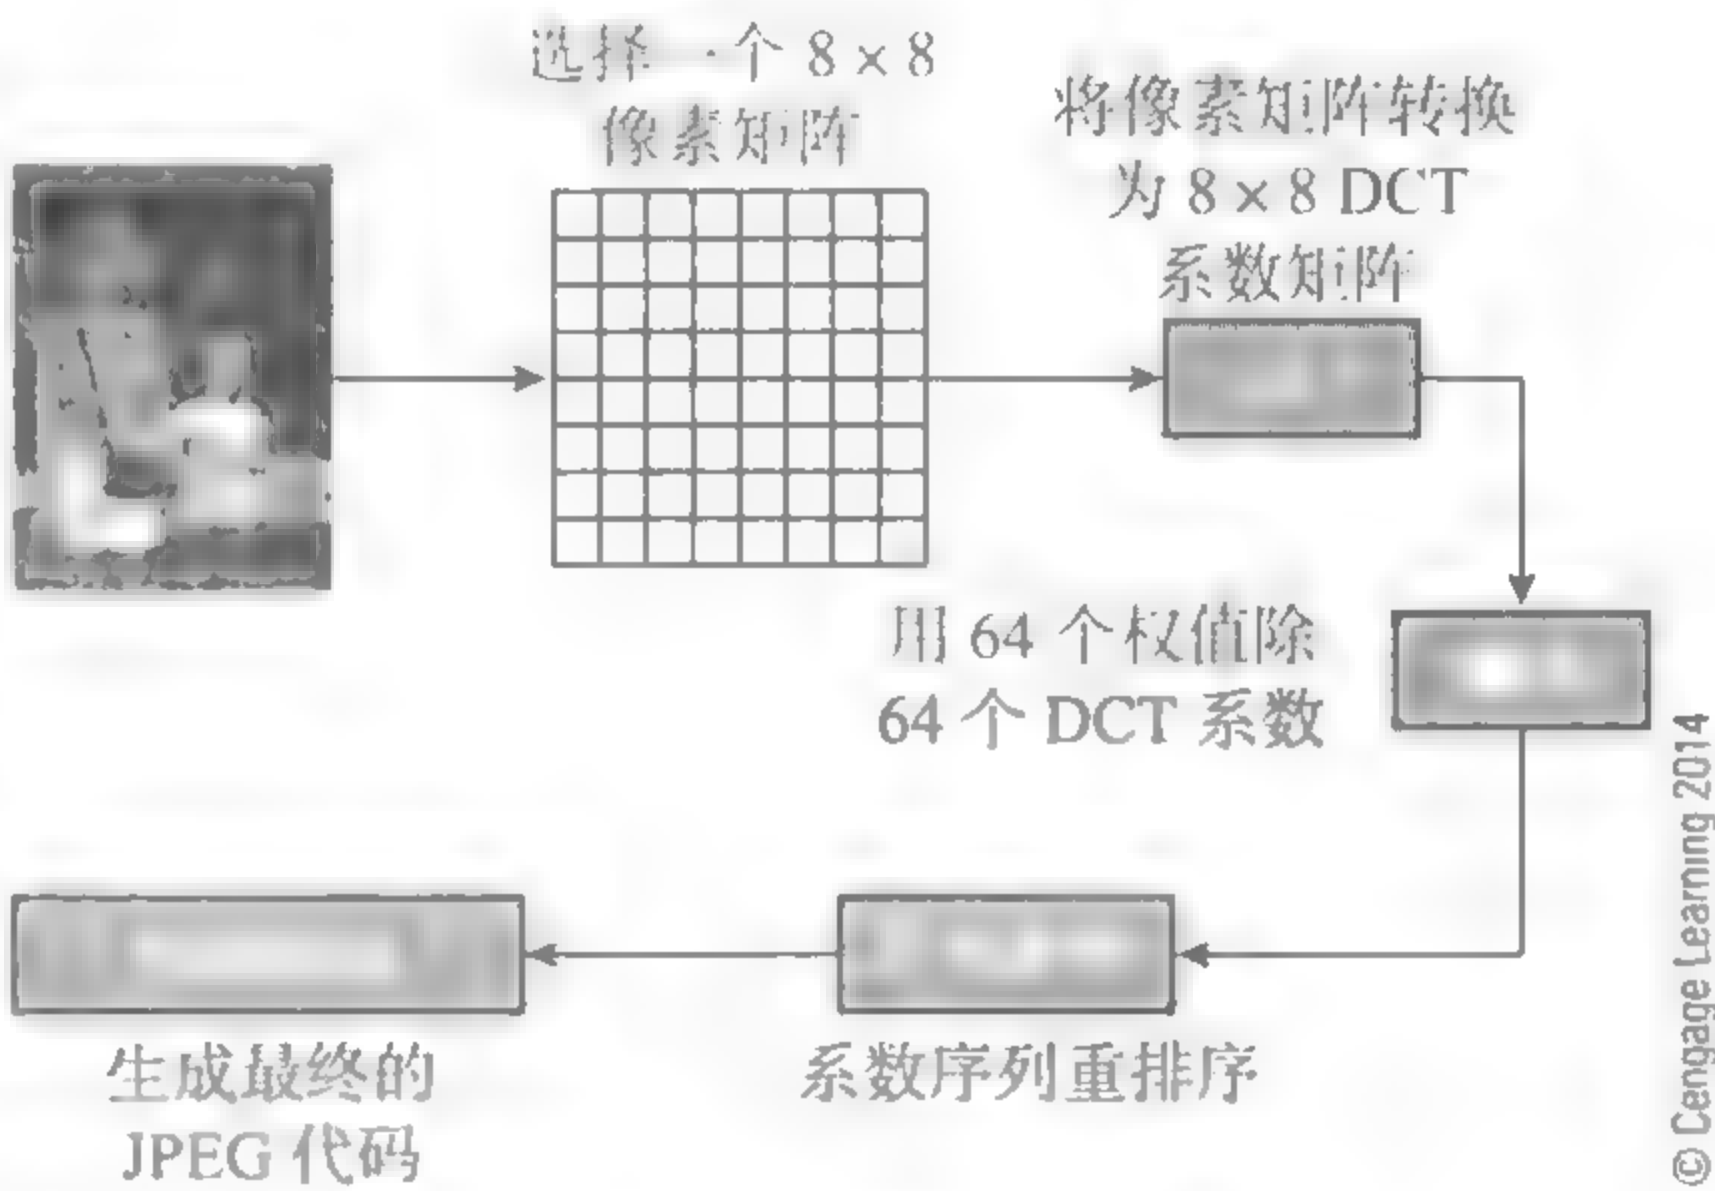 选择一个 8 × 8
像素矩阵
将像素矩阵转换
为 8 × 8 DCT
系数矩阵
用 64 个权值除
64 个 DCT 系数
系数序列重排序
生成最终的
JPEG 代码
© Cengage Learning 2014